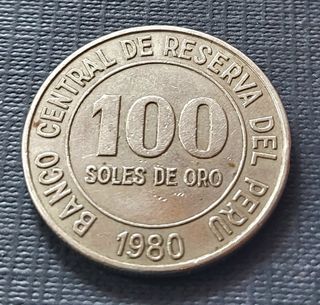 BANCO CENTRAL DE RESERVA DEL PERU
100
SOLES DE ORO
1980